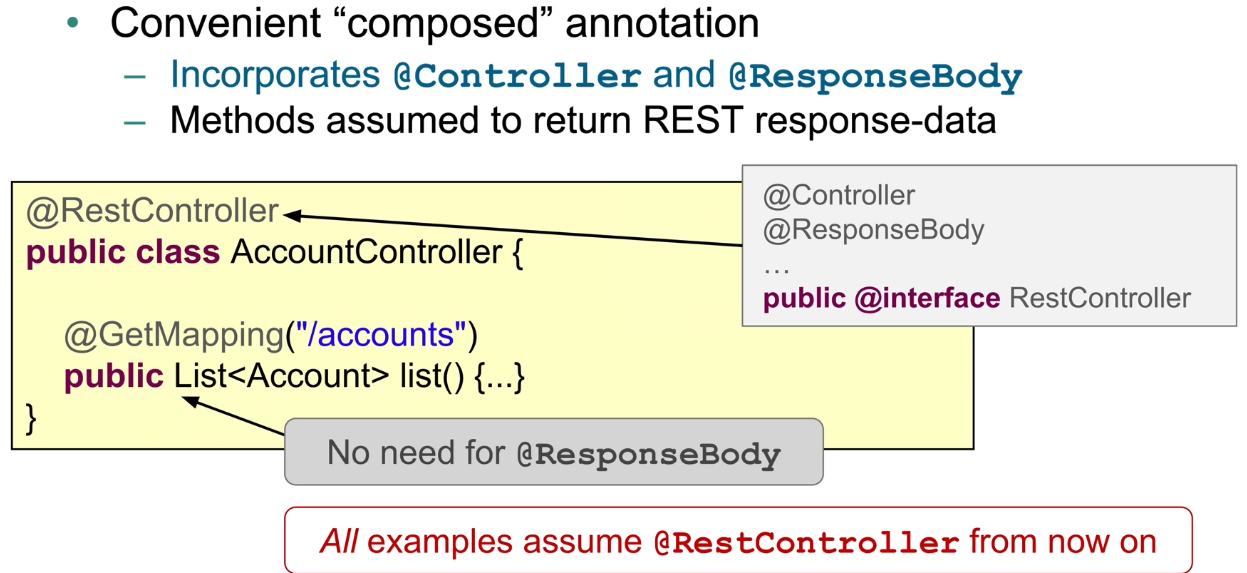 • Convenient “composed” annotation
– Incorporates @Controller and @ResponseBody
– Methods assumed to return REST response-data
@RestController
public class AccountController {
@GetMapping("/accounts")
public List<Account> list() {...}
}
@Controller
@ResponseBody
...
public @interface RestController
No need for @ResponseBody
All examples assume @RestController from now on